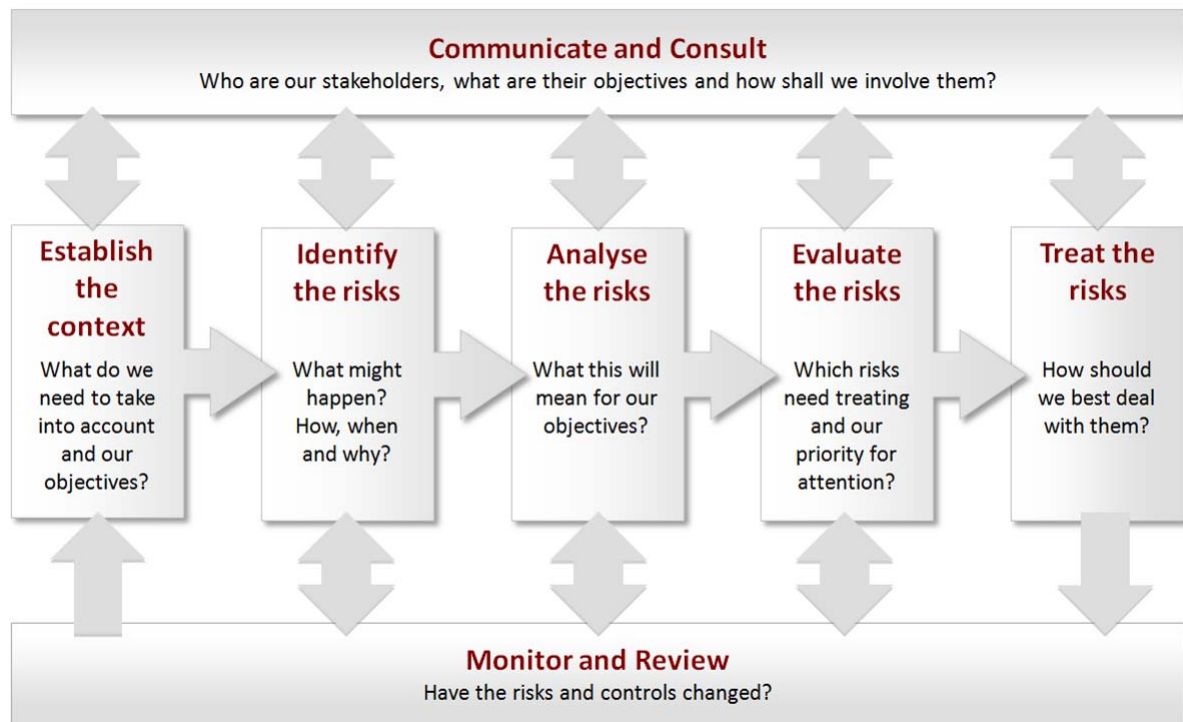 Communicate and Consult
Who are our stakeholders, what are their objectives and how shall we involve them?
Establish
the
context
What do we
need to take
into account
and our
objectives?
Identify
the risks
What might
happen?
How, when
and why?
Analyse
the risks
What this will
mean for our
objectives?
Evaluate
the risks
Which risks
need treating
and our
priority for
attention?
Treat the
risks
How should
we best deal
with them?
Monitor and Review
Have the risks and controls changed?